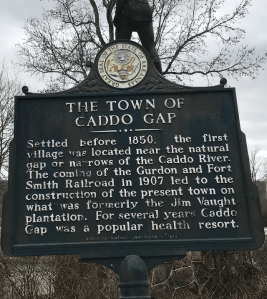 THE TOWN OF
CADDO GAP
Settled before 1850, the first
village was located near the natural
gap or narrows of the Caddo River.
The coming of the Gurdon and Fort
Smith Railroad in 1907 led to the
construction of the present town on
what was formerly the Jim Vaught
plantation. For several years Caddo
Gap was a popular health resort.